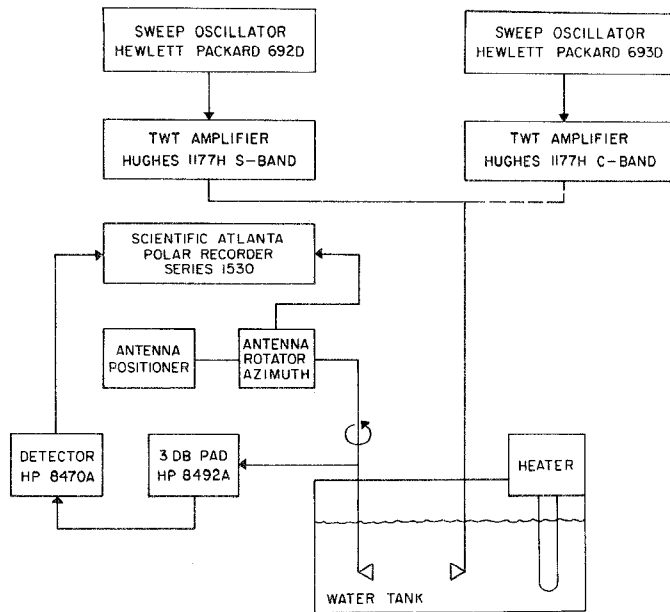 SWEEP OSCILLATOR
HEWLETT PACKARD 692D
SWEEP OSCILLATOR
HEWLETT PACKARD 693D
TWT AMPLIFIER
HUGHES 1177H S-BAND
TWT AMPLIFIER
HUGHES 1177H C-BAND
SCIENTIFIC ATLANTA
POLAR RECORDER
SERIES 1530
ANTENNA
POSITIONER
ANTENNA
ROTATOR
AZIMUTH
DETECTOR
HP 8470A
3 DB PAD
HP 8492A
HEATER
WATER TANK